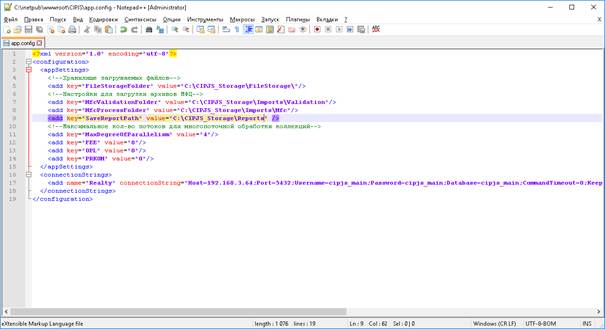 C:\inetpub\wwwroot\CIPJS\app.config - Notepad++ [Administrator]
Файл Правка Поиск Вид Кодировки Синтаксисы Опции Инструменты Макросы Запуск Плагины Вкладки ?
app.config
1 <?xml version="1.0" encoding="utf-8"?>
2 <configuration>
3 <appSettings>
4 <!--Хранилище загружаемых файлов-->
5 <add key="FileStorageFolder" value="C:\CIPJS_Storage\FileStorage\"/>
6 <!--Настройки для загрузки архивов МФЦ-->
7 <add key="MfcValidationFolder" value="C:\CIPJS_Storage\Imports\Validation"/>
8 <add key="MfcProcessFolder" value="C:\CIPJS_Storage\Imports\Mfc"/>
9 <add key="SaveReportPath" value="C:\CIPJS_Storage\Reports" />
10 <!--Максимальное кол-во потоков для многопоточной обработки коллекций-->
11 <add key="MaxDegreeOfParallelism" value="4"/>
12 <add key="FEE" value="0"/>
13 <add key="OPL" value="0"/>
14 <add key="PRKOM" value="0"/>
15 </appSettings>
16 <connectionStrings>
17 <add name="Realty" connectionString="Host=192.168.3.64;Port=5432;Username=cipjs_main;Password=cipjs_main;Database=cipjs_main;CommandTimeout=0;Keep
18 </connectionStrings>
19 </configuration>
eXtensible Markup Language file length : 1 076 lines : 19 Ln : 9 Col : 62 Sel : 0 | 0 Windows (CR LF) UTF-8-BOM INS